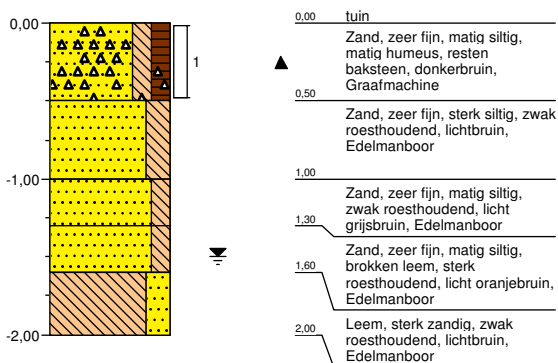 0,00
-1,00
-2,00
1
0,00 tuin
Zand, zeer fijn, matig siltig,
matig humeus, resten
baksteen, donkerbruin,
Graafmachine
0,50
Zand, zeer fijn, sterk siltig, zwak
roesthoudend, lichtbruin,
Edelmanboor
1,00
Zand, zeer fijn, matig siltig,
zwak roesthoudend, licht
grijsbruin, Edelmanboor
1,30
Zand, zeer fijn, matig siltig,
brokken leem, sterk
roesthoudend, licht oranjebruin,
Edelmanboor
1,60
Leem, sterk zandig, zwak
roesthoudend, lichtbruin,
Edelmanboor
2,00